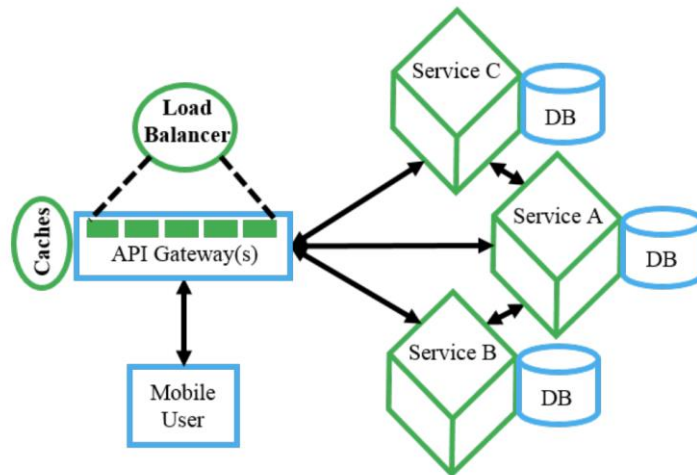 Service C
DB
Load
Balancer
Caches
API Gateway(s)
Service A
DB
Service B
DB
Mobile
User